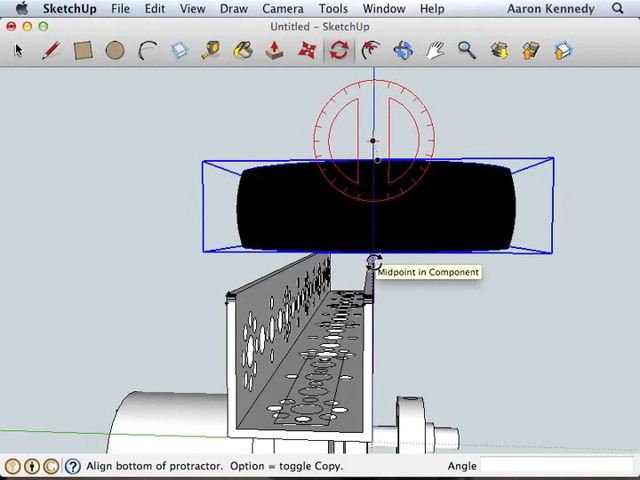 SketchUp File Edit View Draw Camera Tools Window Help Aaron Kennedy
Untitled - SketchUp
Midpoint in Component
Align bottom of protractor. Option = toggle Copy. Angle